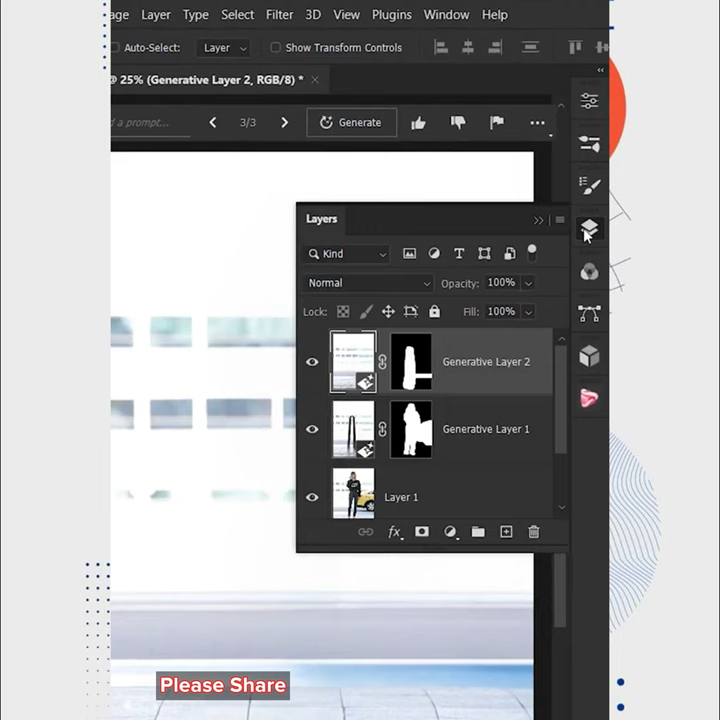 age Layer Type Select Filter 3D View Plugins Window Help
Auto-Select: Layer Show Transform Controls
@ 25% (Generative Layer 2, RGB/8) *
d a prompt... 3/3 Generate
Layers
Kind
Normal Opacity: 100%
Lock: Fill: 100%
Generative Layer 2
Generative Layer 1
Layer 1
fx
Please Share